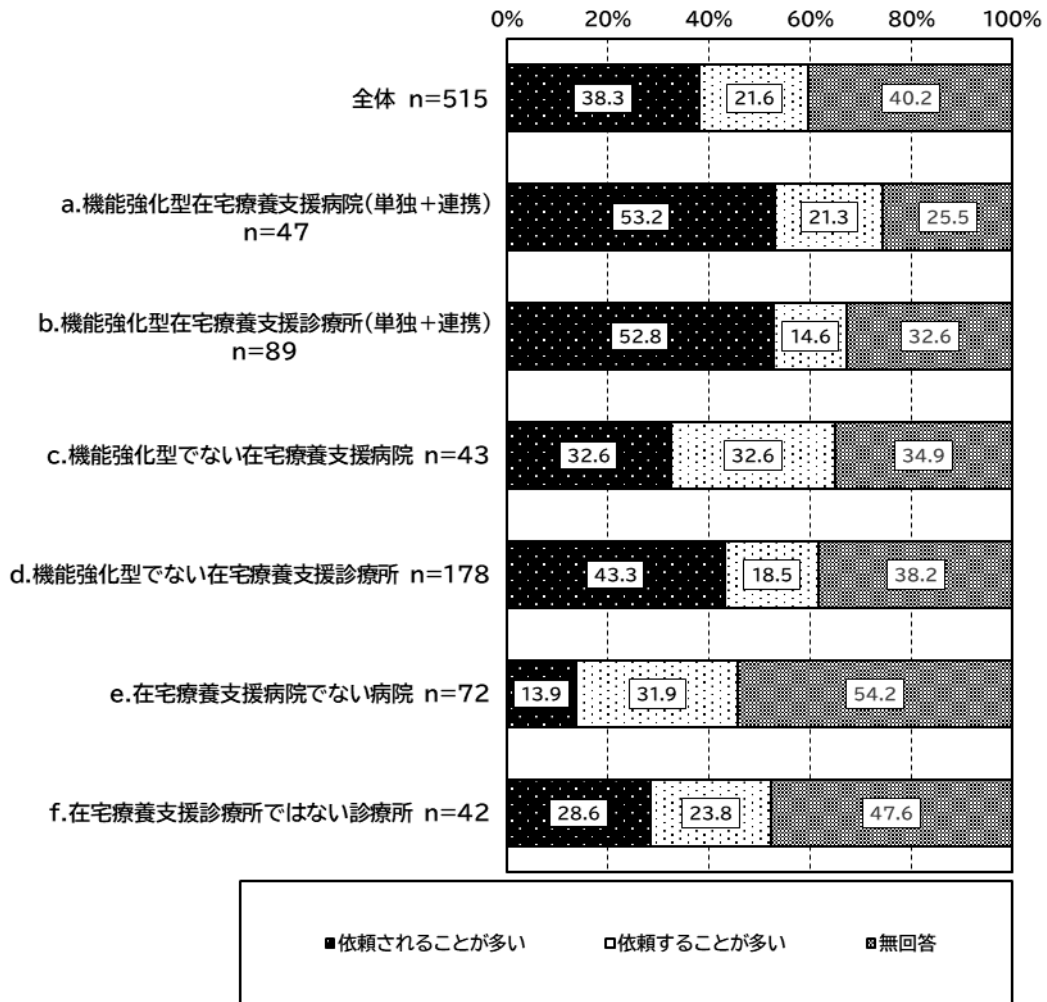 0% 20% 40% 60% 80% 100%
全体 n=515 38.3 21.6 40.2
a.機能強化型在宅療養支援病院(単独+連携)
n=47
53.2 21.3 25.5
b.機能強化型在宅療養支援診療所(単独+連携)
n=89
52.8 14.6 32.6
c.機能強化型でない在宅療養支援病院 n=43 32.6 32.6 34.9
d.機能強化型でない在宅療養支援診療所 n=178 43.3 18.5 38.2
e.在宅療養支援病院でない病院 n=72 13.9 31.9 54.2
f.在宅療養支援診療所ではない診療所 n=42 28.6 23.8 47.6
依頼されることが多い 依頼することが多い 無回答